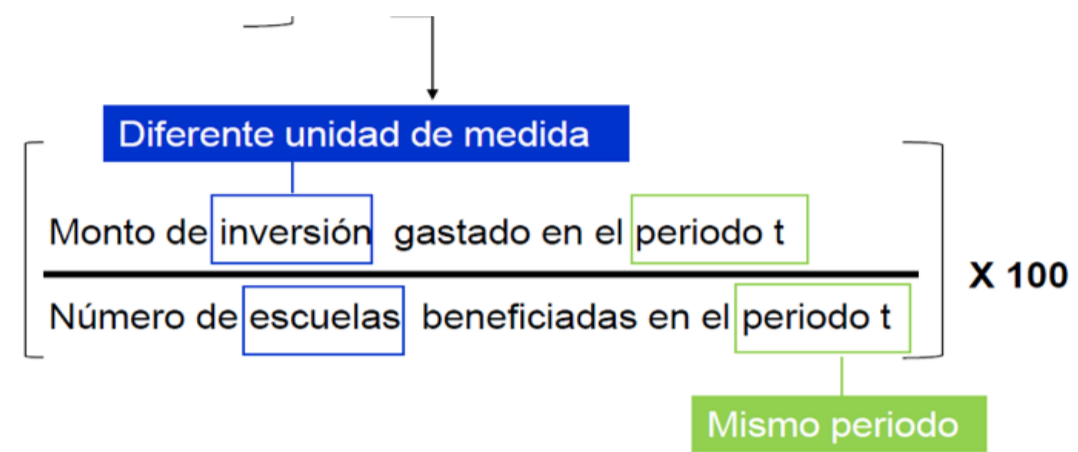 Diferente unidad de medida
Monto de inversión gastado en el periodo t
X 100
Número de escuelas beneficiadas en el periodo t
Mismo periodo